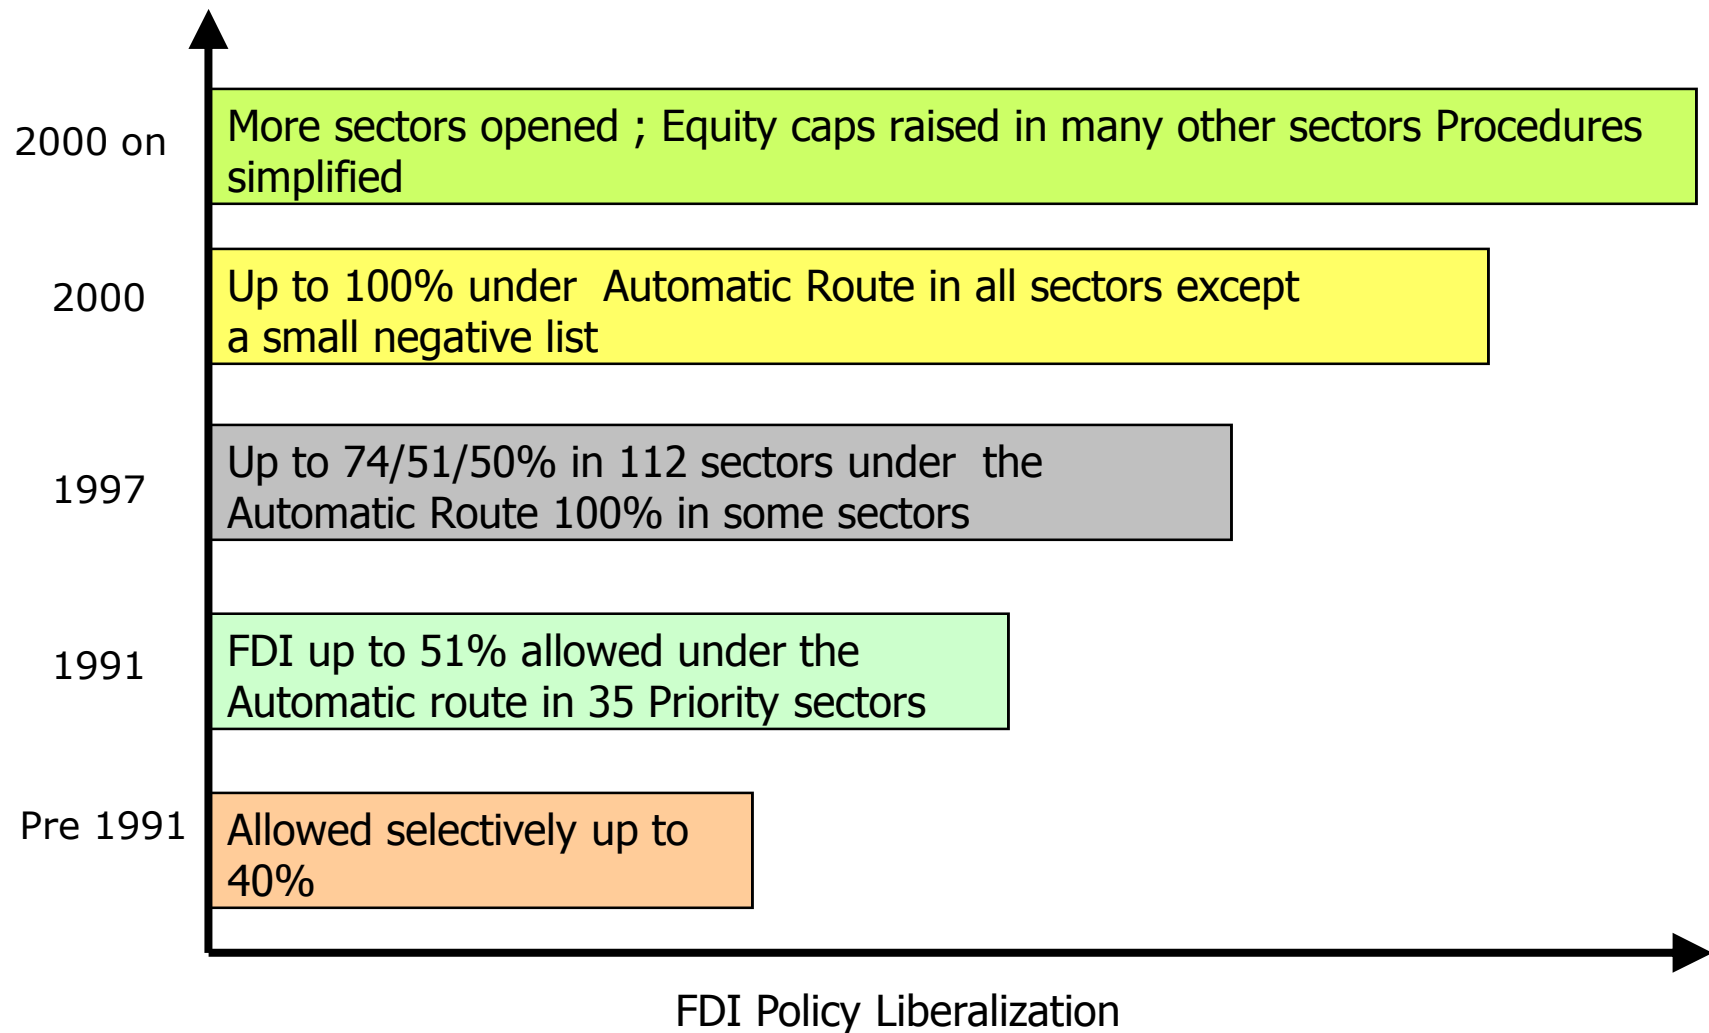 2000 on
More sectors opened ; Equity caps raised in many other sectors Procedures
simplified
2000
Up to 100% under  Automatic Route in all sectors except
a small negative list
1997
Up to 74/51/50% in 112 sectors under  the
Automatic Route 100% in some sectors
1991
FDI up to 51% allowed under the
Automatic route in 35 Priority sectors
Pre 1991
Allowed selectively up to
40%
FDI Policy Liberalization